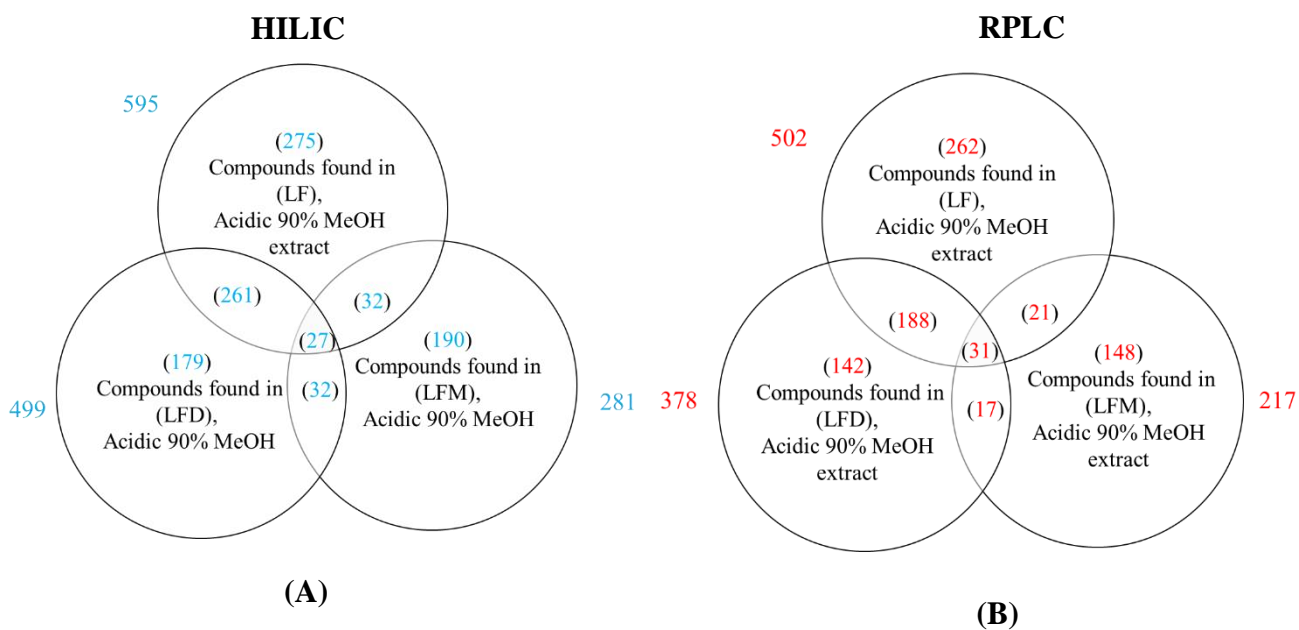 HILIC
595
(275)
Compounds found in
(LF),
Acidic 90% MeOH
extract
(261)
(32)
(27)
(179)
Compounds found in
(LFD),
Acidic 90% MeOH
(32)
(190)
Compounds found in
(LFM),
Acidic 90% MeOH
499
281
(A)
RPLC
502
(262)
Compounds found in
(LF),
Acidic 90% MeOH
extract
(188)
(21)
(31)
(142)
Compounds found in
(LFD),
Acidic 90% MeOH
extract
(17)
(148)
Compounds found in
(LFM),
Acidic 90% MeOH
extract
378
217
(B)